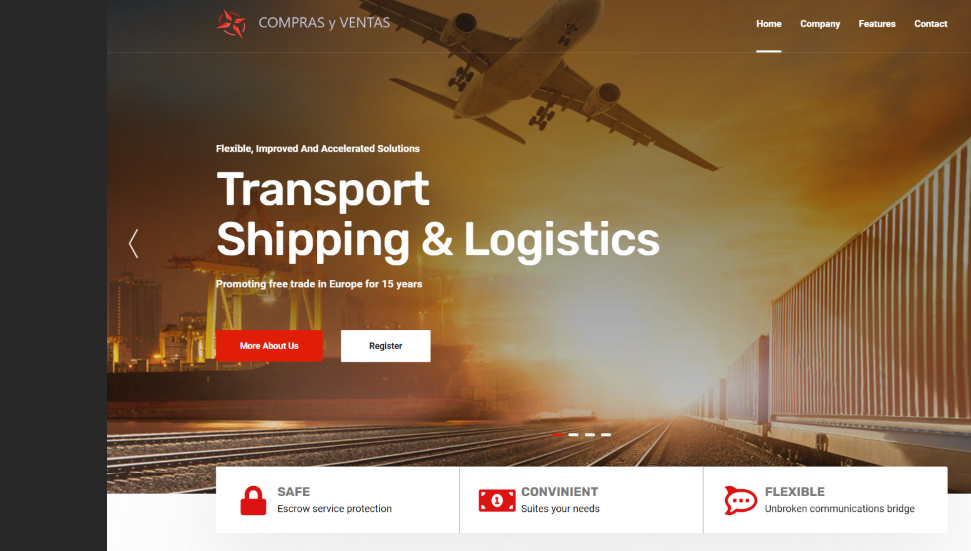 COMPRAS y VENTAS
Home Company Features Contact
Flexible, Improved And Accelerated Solutions
Transport
Shipping & Logistics
Promoting free trade in Europe for 15 years
More About Us Register
SAFE
Escrow service protection
1
CONVINIENT
Suites your needs
FLEXIBLE
Unbroken communications bridge